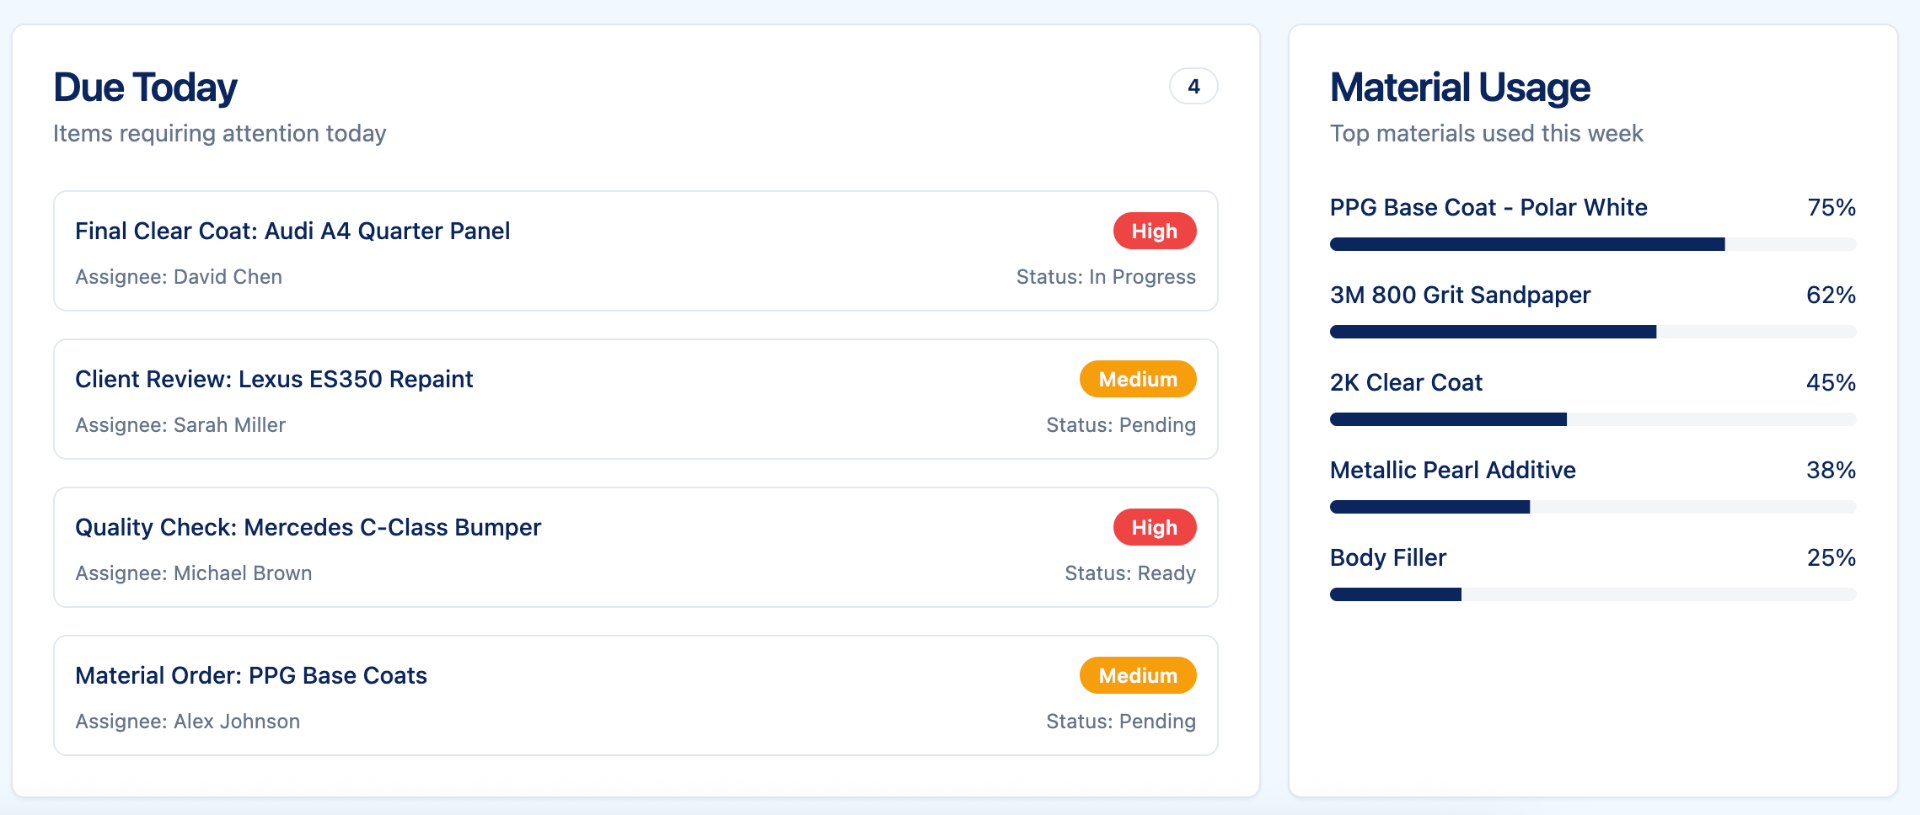 Due Today
4
Items requiring attention today
Final Clear Coat: Audi A4 Quarter Panel
High
Assignee: David Chen
Status: In Progress
Client Review: Lexus ES350 Repaint
Medium
Assignee: Sarah Miller
Status: Pending
Quality Check: Mercedes C-Class Bumper
High
Assignee: Michael Brown
Status: Ready
Material Order: PPG Base Coats
Medium
Assignee: Alex Johnson
Status: Pending
Material Usage
Top materials used this week
PPG Base Coat - Polar White
75%
3M 800 Grit Sandpaper
62%
2K Clear Coat
45%
Metallic Pearl Additive
38%
Body Filler
25%